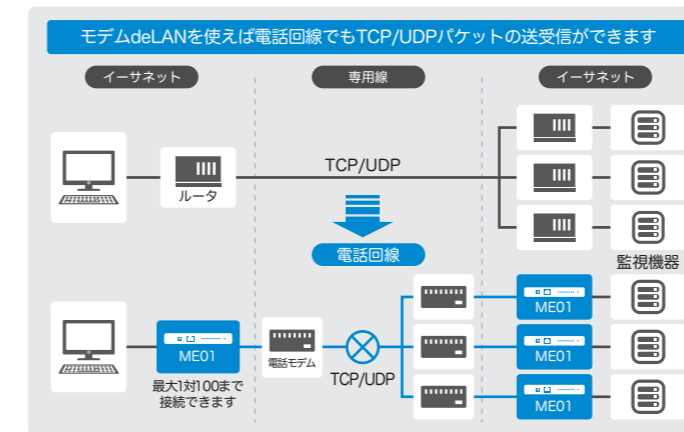 モデムdeLANを使えば電話回線でもTCP/UDPパケットの送受信ができます
イーサネット
専用線
イーサネット
ルータ
TCP/UDP
電話回線
監視機器
ME01
最大1対100まで
接続できます
電話モデム
TCP/UDP
ME01
ME01
ME01